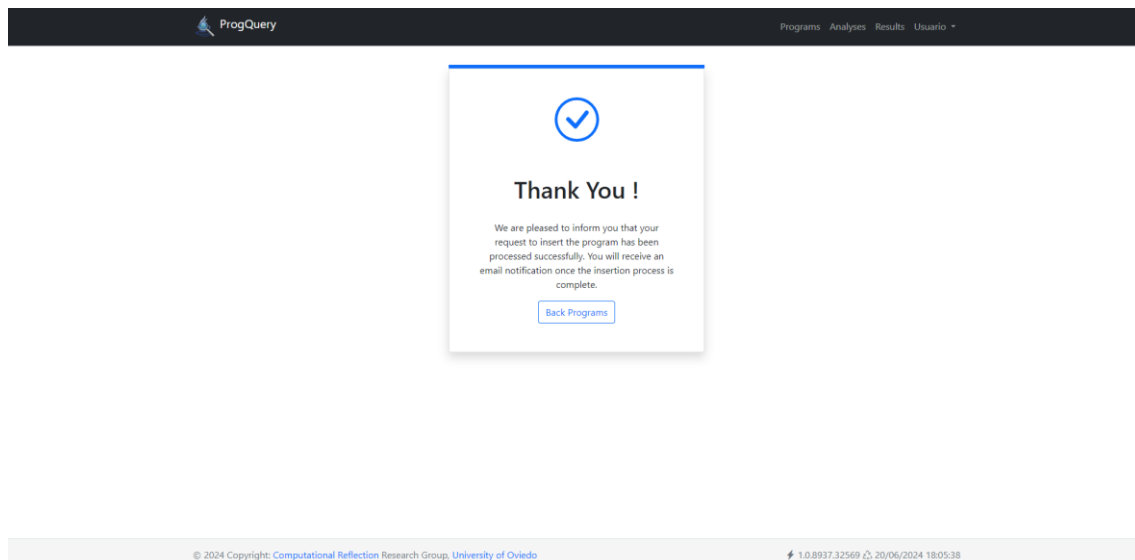 ProgQuery
Programs Analyses Results Usuario
Thank You !
We are pleased to inform you that your
request to insert the program has been
processed successfully. You will receive an
email notification once the insertion process is
complete.
Back Programs
© 2024 Copyright: Computational Reflection Research Group, University of Oviedo
1.0.8937.32569 20/06/2024 18:05:38